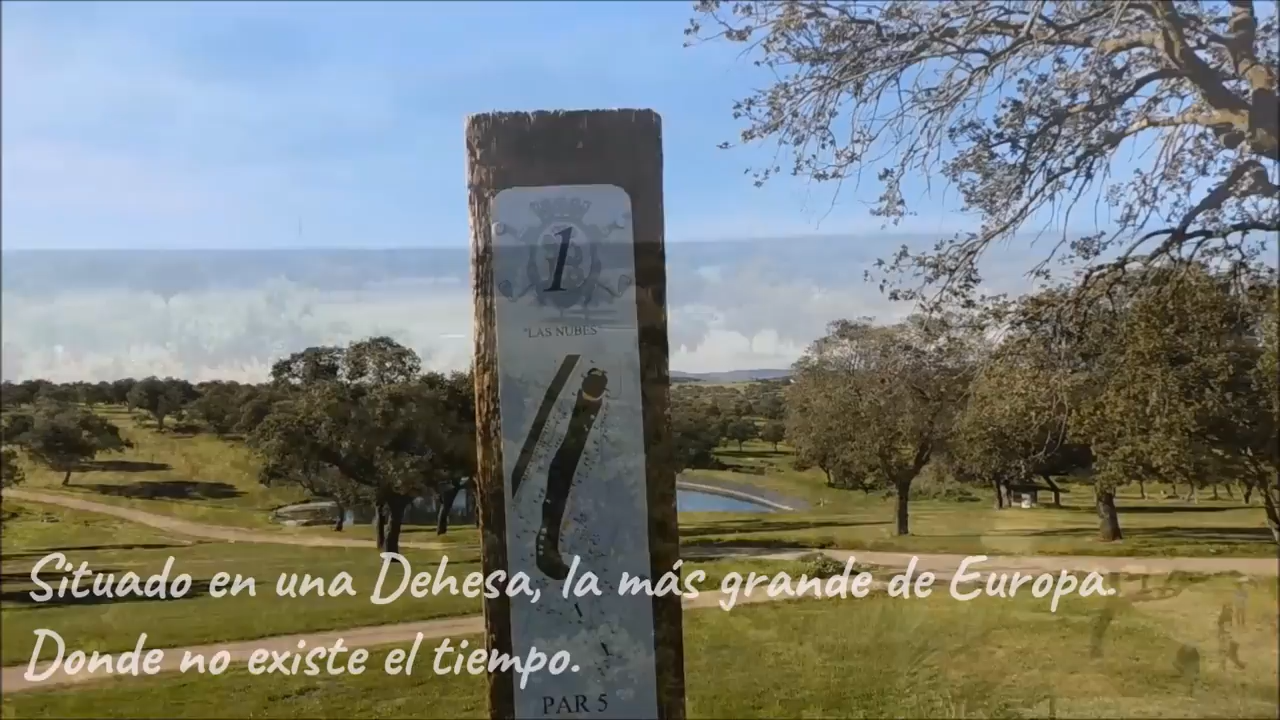 1
"LAS NUBES"
Situado en una Dehesa, la más grande de Europa.
Donde no existe el tiempo.
PAR 5